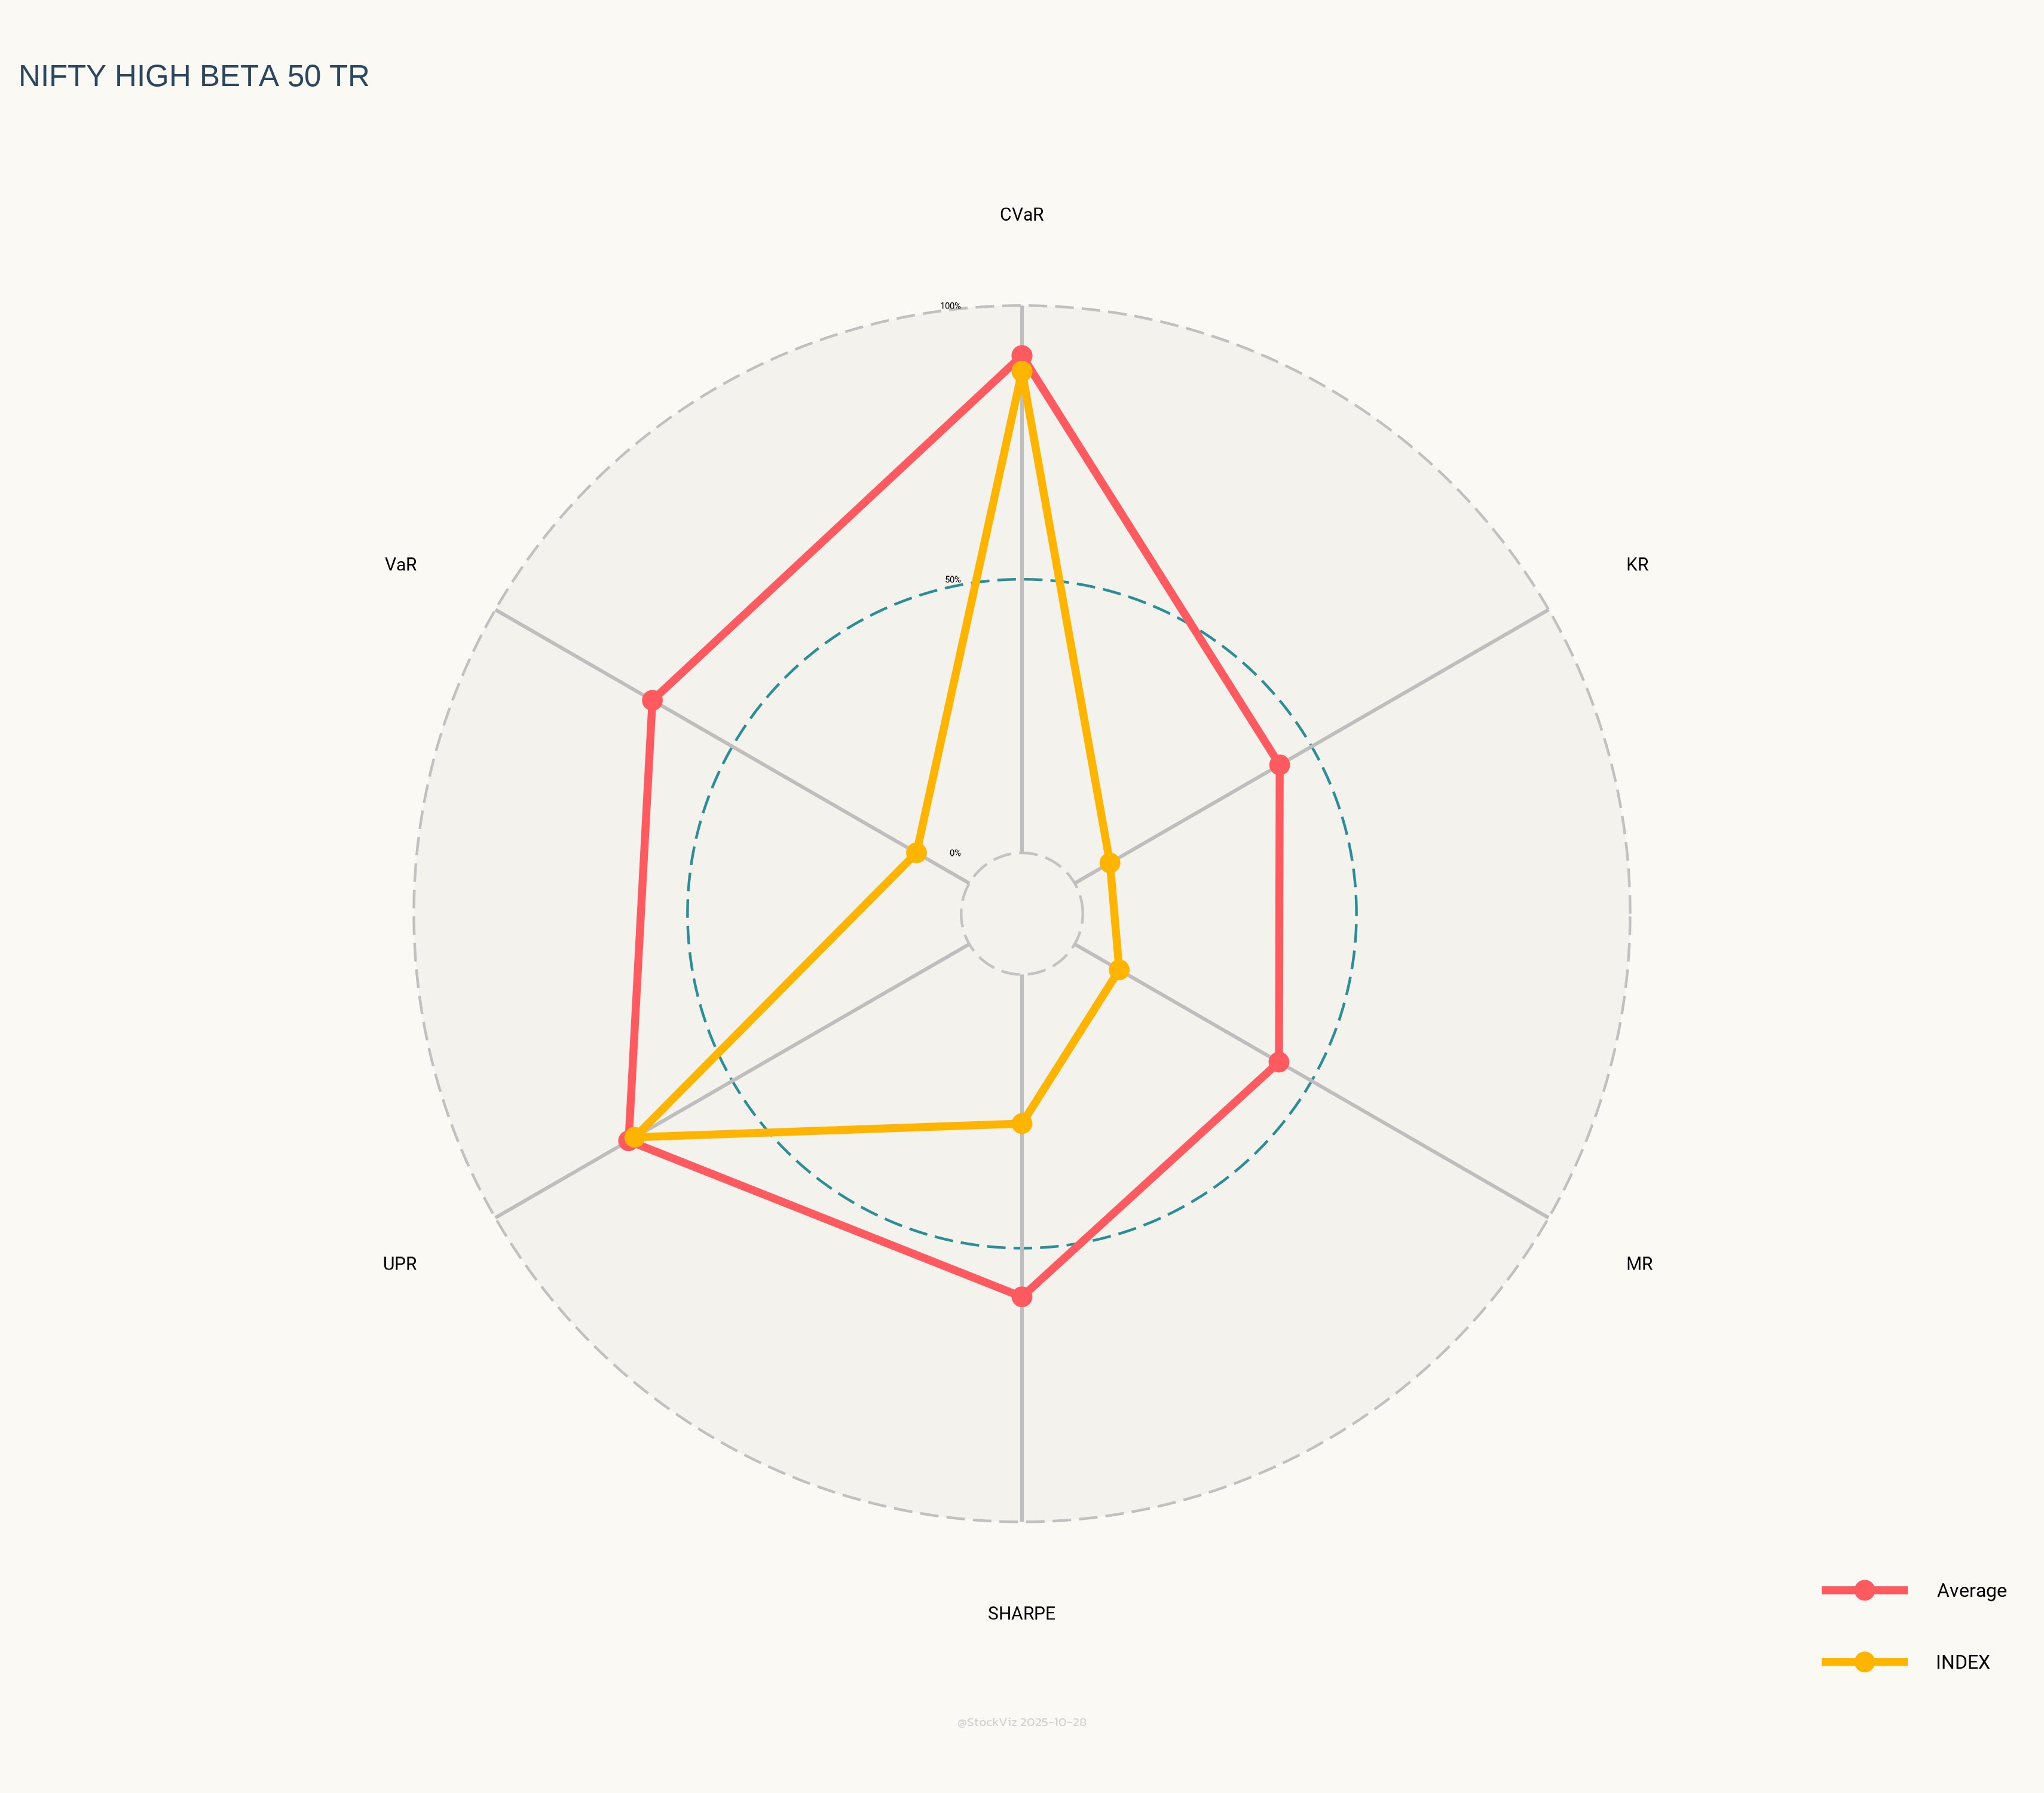 NIFTY HIGH BETA 50 TR
CVaR
100%
VaR
KR
50%
0%
UPR
MR
SHARPE
Average
INDEX
@StockViz 2025-10-28